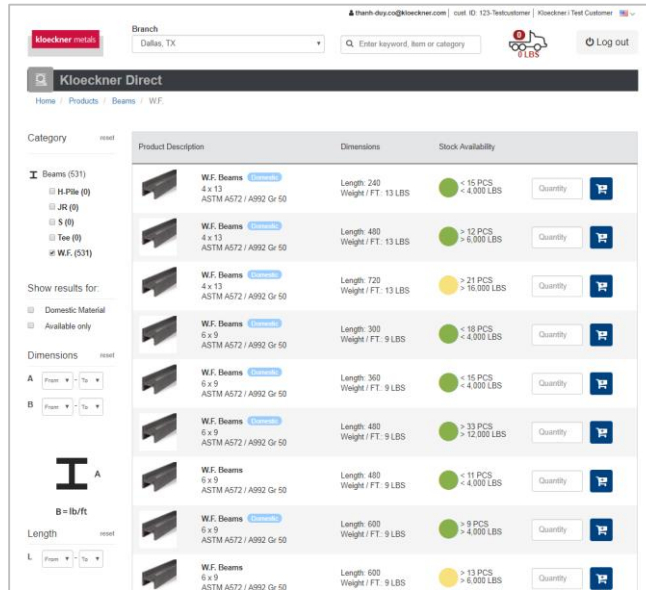 thanh-duy.co@kloeckner.com | cust. ID: 123-Testcustomer | Kloeckner i Test Customer
kloeckner metals
Branch
Dallas, TX
Enter keyword, item or category
0
0 LBS
Log out
Kloeckner Direct
Home / Products / Beams / W.F.
Category
reset
Beams (531)
H-Pile (0)
JR (0)
S (0)
Tee (0)
W.F. (531)
Show results for:
Domestic Material
Available only
Dimensions
reset
A From - To
B From - To
A
B=lb/ft
Length
reset
L From - To
Product Description Dimensions Stock Availability
W.F. Beams Domestic
4 x 13
ASTM A572 / A992 Gr 50
Length: 240
Weight / FT.: 13 LBS
< 15 PCS
< 4,000 LBS
Quantity
W.F. Beams Domestic
4 x 13
ASTM A572 / A992 Gr 50
Length: 480
Weight / FT.: 13 LBS
> 12 PCS
> 6,000 LBS
Quantity
W.F. Beams Domestic
4 x 13
ASTM A572 / A992 Gr 50
Length: 720
Weight / FT.: 13 LBS
> 21 PCS
> 16,000 LBS
Quantity
W.F. Beams Domestic
6 x 9
ASTM A572 / A992 Gr 50
Length: 300
Weight / FT.: 9 LBS
< 18 PCS
< 4,000 LBS
Quantity
W.F. Beams Domestic
6 x 9
ASTM A572 / A992 Gr 50
Length: 360
Weight / FT.: 9 LBS
< 15 PCS
< 4,000 LBS
Quantity
W.F. Beams Domestic
6 x 9
ASTM A572 / A992 Gr 50
Length: 480
Weight / FT.: 9 LBS
> 33 PCS
> 12,000 LBS
Quantity
W.F. Beams
6 x 9
ASTM A572 / A992 Gr 50
Length: 480
Weight / FT.: 9 LBS
< 11 PCS
< 4,000 LBS
Quantity
W.F. Beams Domestic
6 x 9
ASTM A572 / A992 Gr 50
Length: 600
Weight / FT.: 9 LBS
> 9 PCS
> 4,000 LBS
Quantity
W.F. Beams
6 x 9
ASTM A572 / A992 Gr 50
Length: 600
Weight / FT.: 9 LBS
> 13 PCS
> 6,000 LBS
Quantity